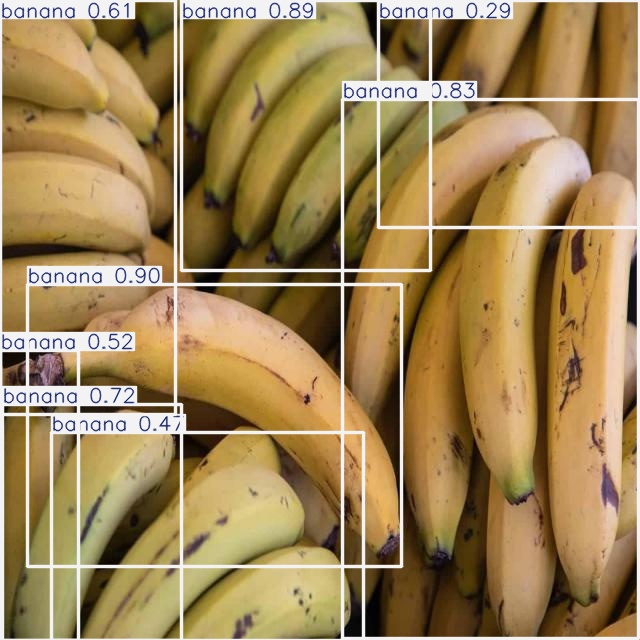 banana 0.61
banana 0.89
banana 0.29
banana 0.83
banana 0.90
banana 0.52
banana 0.72
banana 0.47